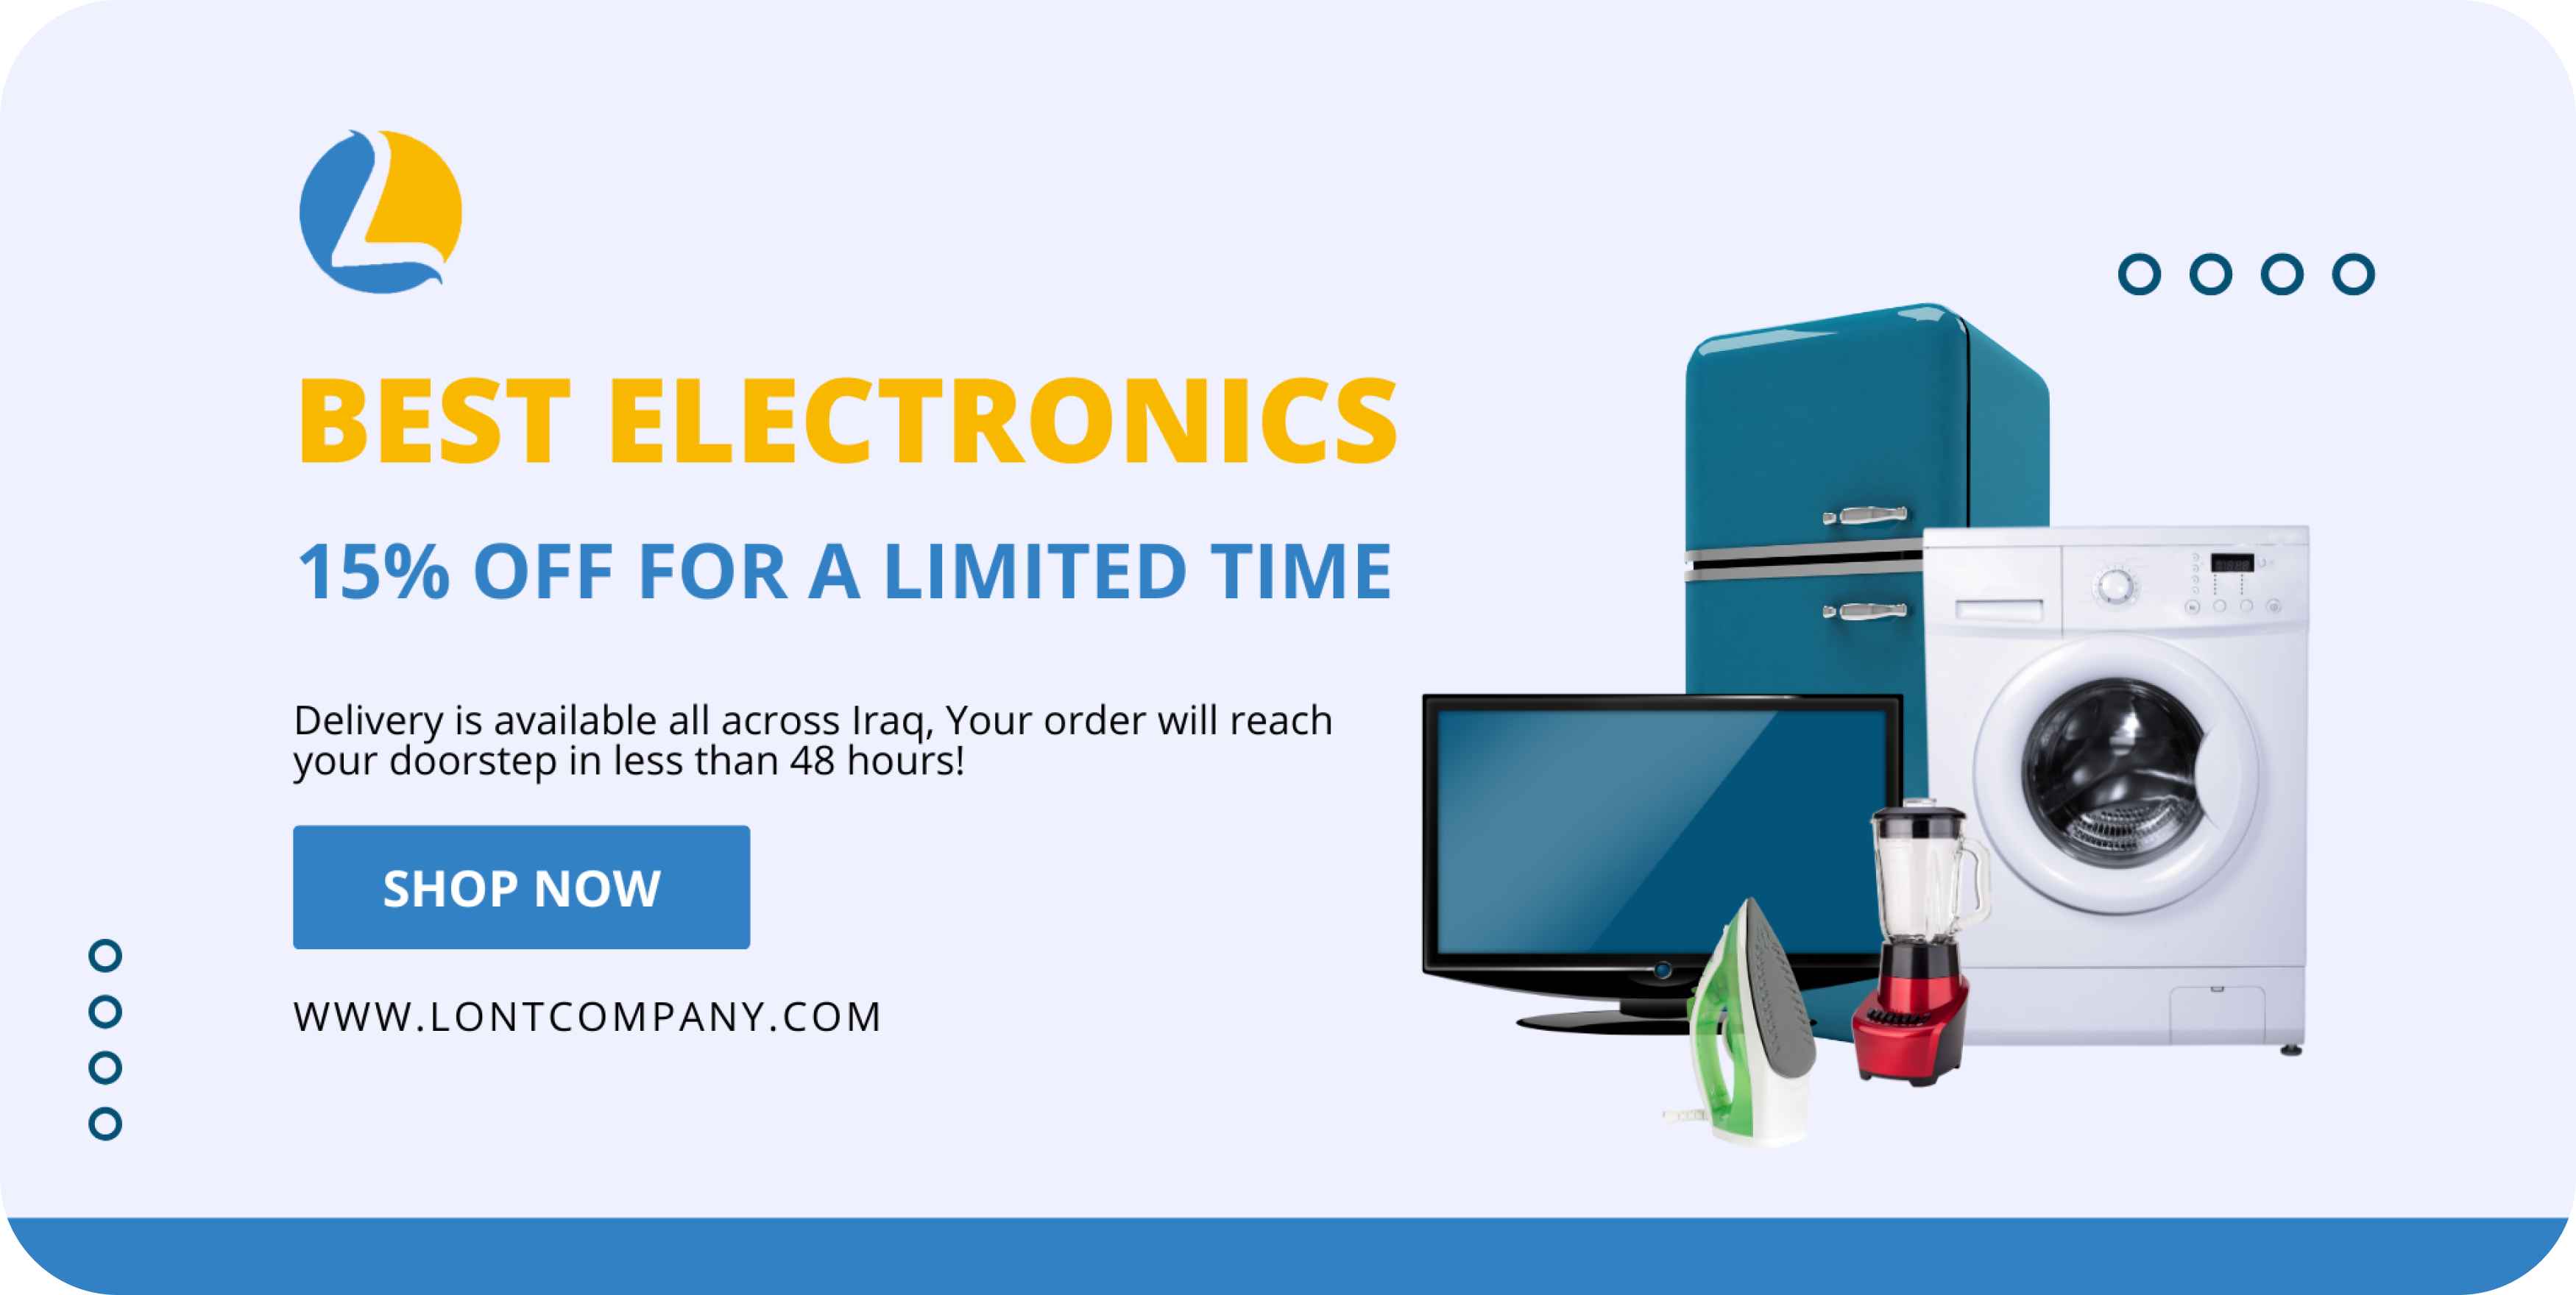 BEST ELECTRONICS
15% OFF FOR A LIMITED TIME
Delivery is available all across Iraq, Your order will reach
your doorstep in less than 48 hours!
SHOP NOW
WWW.LONTCOMPANY.COM